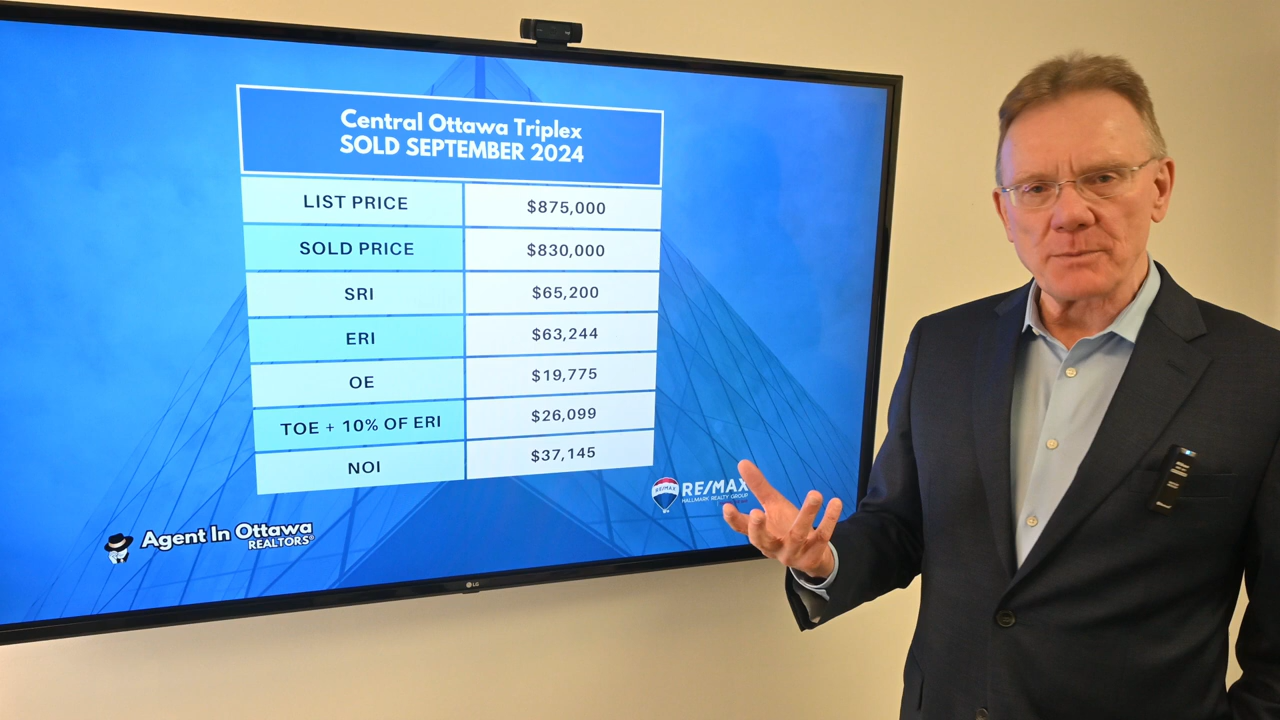 Central Ottawa Triplex
SOLD SEPTEMBER 2024
LIST PRICE $875,000
SOLD PRICE $830,000
SRI $65,200
ERI $63,244
OE $19,775
TOE + 10% OF ERI $26,099
NOI $37,145
RE/MAX RE/MAX
HALLMARK REALTY GROUP
Agent In Ottawa
REALTORS®
LG